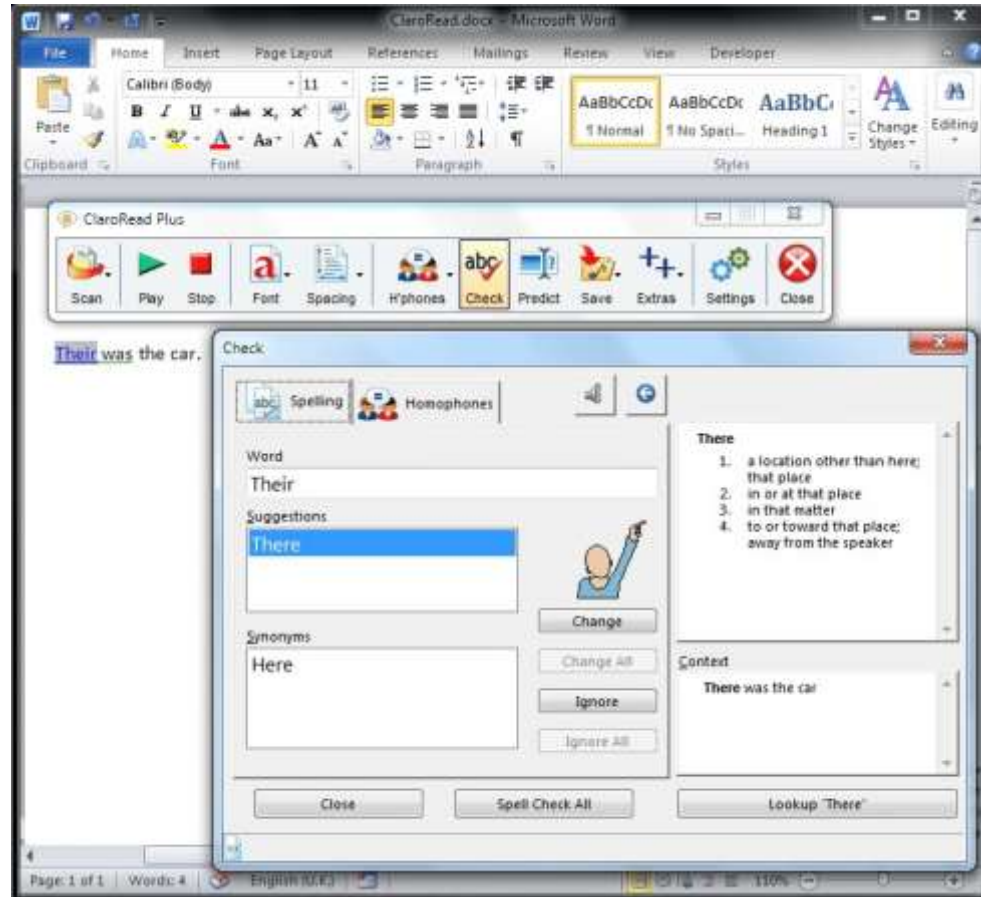 ClaroRead.docx - Microsoft Word
File Home Insert Page Layout References Mailings Review View Developer
Calibri (Body) 11
AaBbCcDc AaBbCcDc AaBbC
Paste B I U abc x, x² Aa A A ¶ ¶ Normal ¶ No Spaci... Heading 1 Change Styles Editing
Clipboard Font Paragraph Styles
ClaroRead Plus
a abc
Scan Play Stop Font Spacing H'phones Check Predict Save Extras Settings Close
Their was the car.
Check
abc Spelling Homophones
Word
Their
Suggestions
There
Change
Synonyms
Here
Change All
Ignore
Ignore All
There
1. a location other than here; that place
2. in or at that place
3. in that matter
4. to or toward that place; away from the speaker
Context
There was the car
Close Spell Check All Lookup "There"
Page: 1 of 1 Words: 4 English (U.K.) 110%